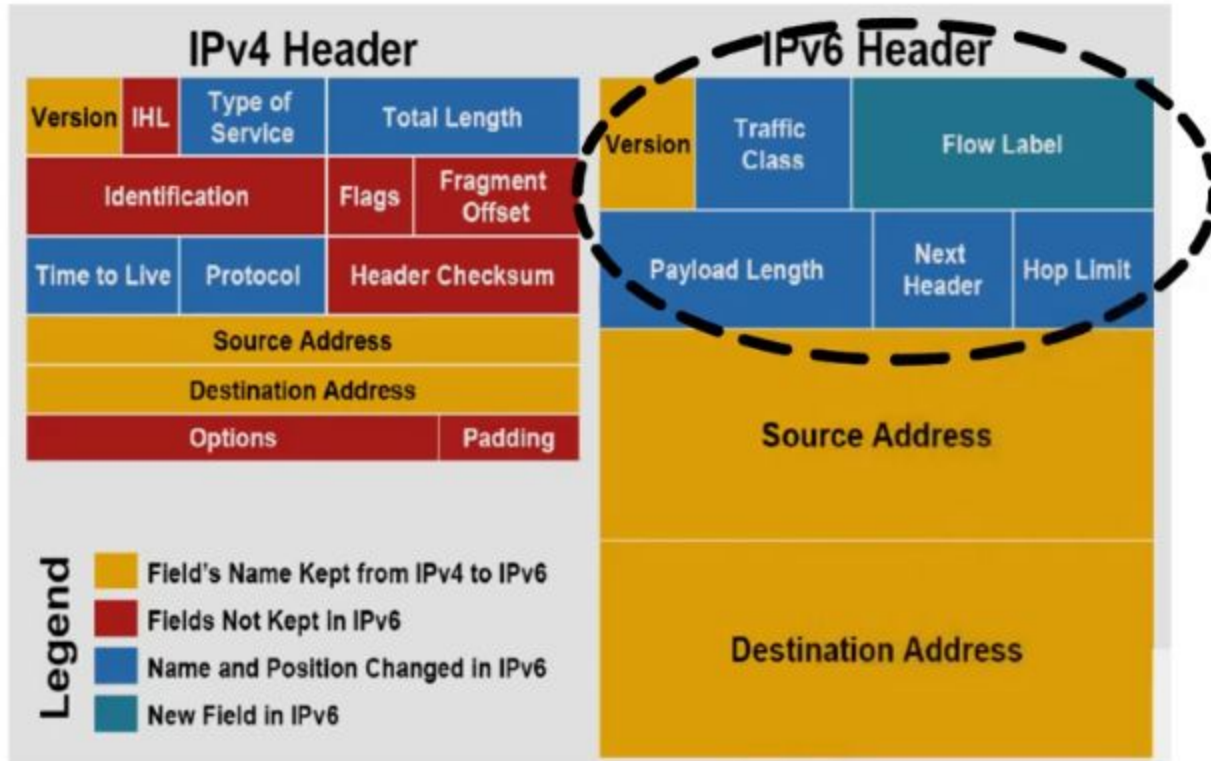 IPv4 Header
Version
IHL
Type of
Service
Total Length
Identification
Flags
Fragment
Offset
Time to Live
Protocol
Header Checksum
Source Address
Destination Address
Options
Padding
Legend
Field's Name Kept from IPv4 to IPv6
Fields Not Kept in IPv6
Name and Position Changed in IPv6
New Field in IPv6
IPv6 Header
Version
Traffic
Class
Flow Label
Payload Length
Next
Header
Hop Limit
Source Address
Destination Address